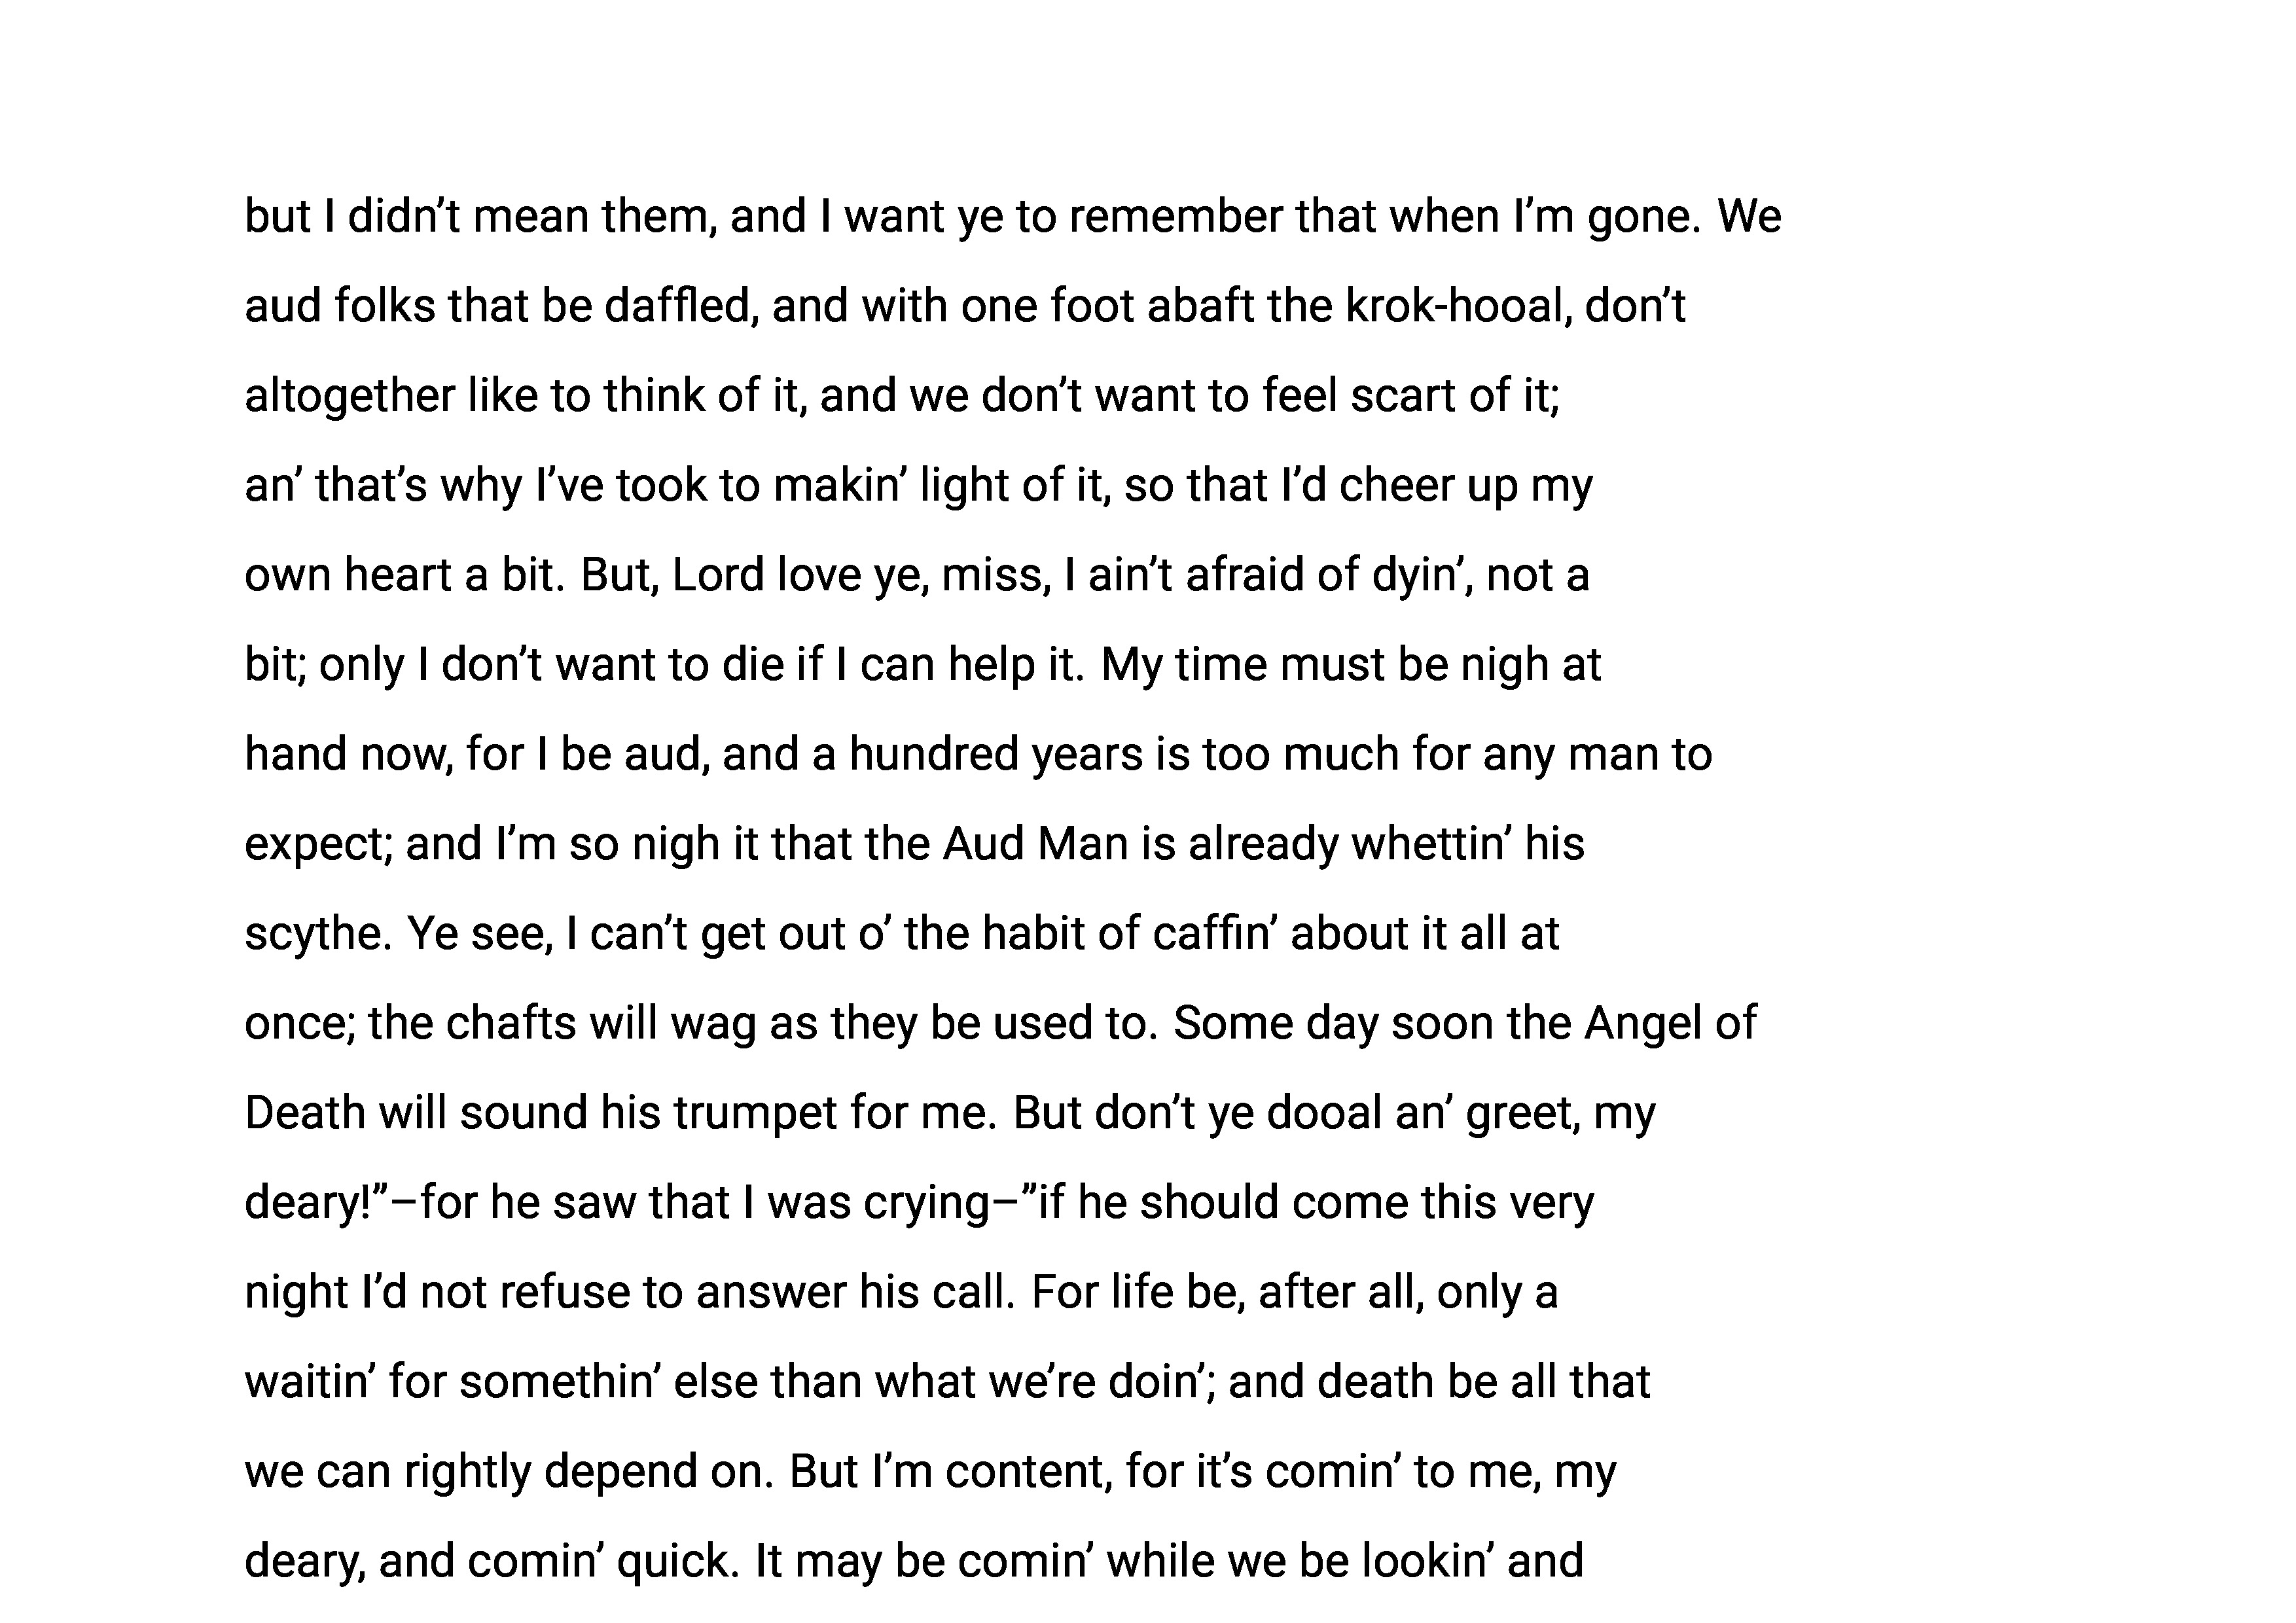 but I didn’t mean them, and I want ye to remember that when I’m gone. We
aud folks that be daffled, and with one foot abaft the krok-hooal, don’t
altogether like to think of it, and we don’t want to feel scart of it;
an’ that’s why I’ve took to makin’ light of it, so that I’d cheer up my
own heart a bit. But, Lord love ye, miss, I ain’t afraid of dyin’, not a
bit; only I don’t want to die if I can help it. My time must be nigh at
hand now, for I be aud, and a hundred years is too much for any man to
expect; and I’m so nigh it that the Aud Man is already whettin’ his
scythe. Ye see, I can’t get out o’ the habit of caffin’ about it all at
once; the chafts will wag as they be used to. Some day soon the Angel of
Death will sound his trumpet for me. But don’t ye dooal an’ greet, my
deary!”–for he saw that I was crying–”if he should come this very
night I’d not refuse to answer his call. For life be, after all, only a
waitin’ for somethin’ else than what we’re doin’; and death be all that
we can rightly depend on. But I’m content, for it’s comin’ to me, my
deary, and comin’ quick. It may be comin’ while we be lookin’ and